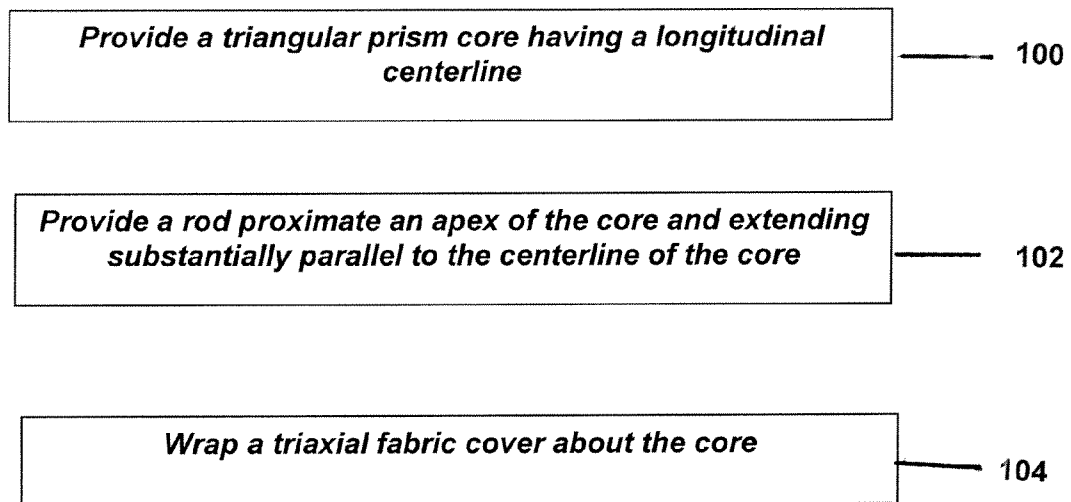 Provide a triangular prism core having a longitudinal
centerline
100
Provide a rod proximate an apex of the core and extending
substantially parallel to the centerline of the core
102
Wrap a triaxial fabric cover about the core
104